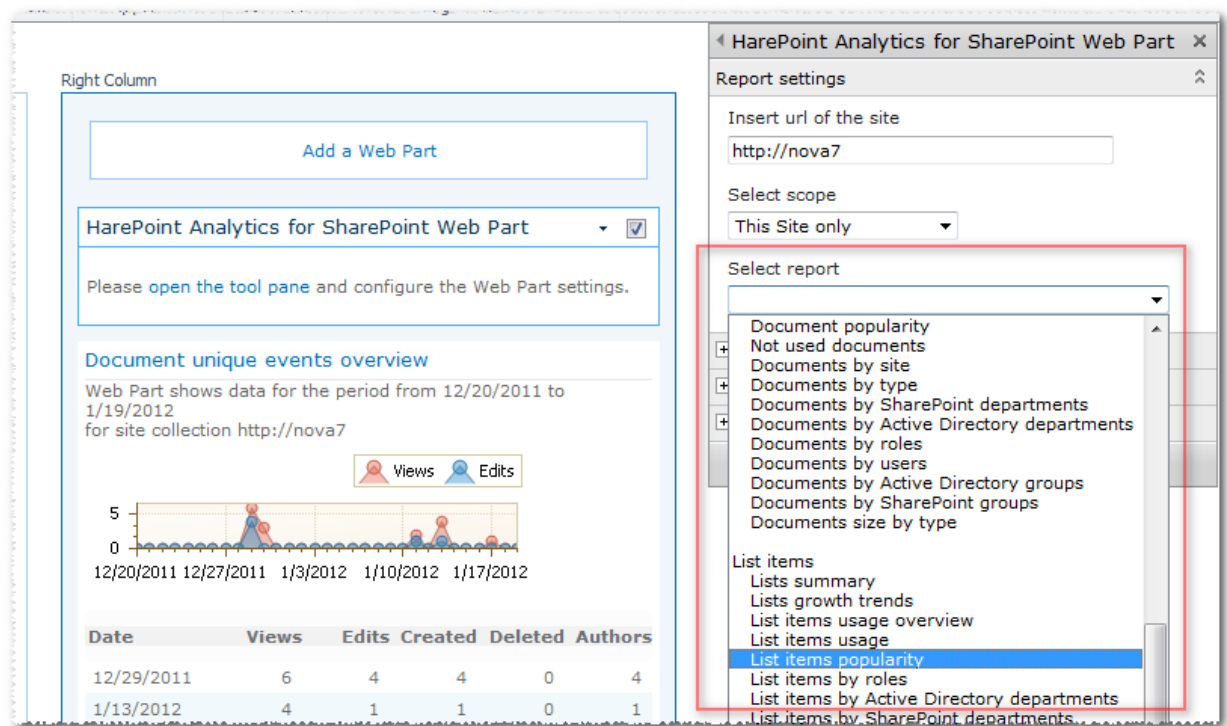 Right Column
Add a Web Part
HarePoint Analytics for SharePoint Web Part
Please open the tool pane and configure the Web Part settings.
Document unique events overview
Web Part shows data for the period from 12/20/2011 to
1/19/2012
for site collection http://nova7
Views Edits
5
0
12/20/2011 12/27/2011 1/3/2012 1/10/2012 1/17/2012
Date Views Edits Created Deleted Authors
12/29/2011 6 4 4 0 4
1/13/2012 4 1 1 0 1
HarePoint Analytics for SharePoint Web Part
Report settings
Insert url of the site
http://nova7
Select scope
This Site only
Select report
Document popularity
Not used documents
Documents by site
Documents by type
Documents by SharePoint departments
Documents by Active Directory departments
Documents by roles
Documents by users
Documents by Active Directory groups
Documents by SharePoint groups
Documents size by type
List items
Lists summary
Lists growth trends
List items usage overview
List items usage
List items popularity
List items by roles
List items by Active Directory departments
List items by SharePoint departments